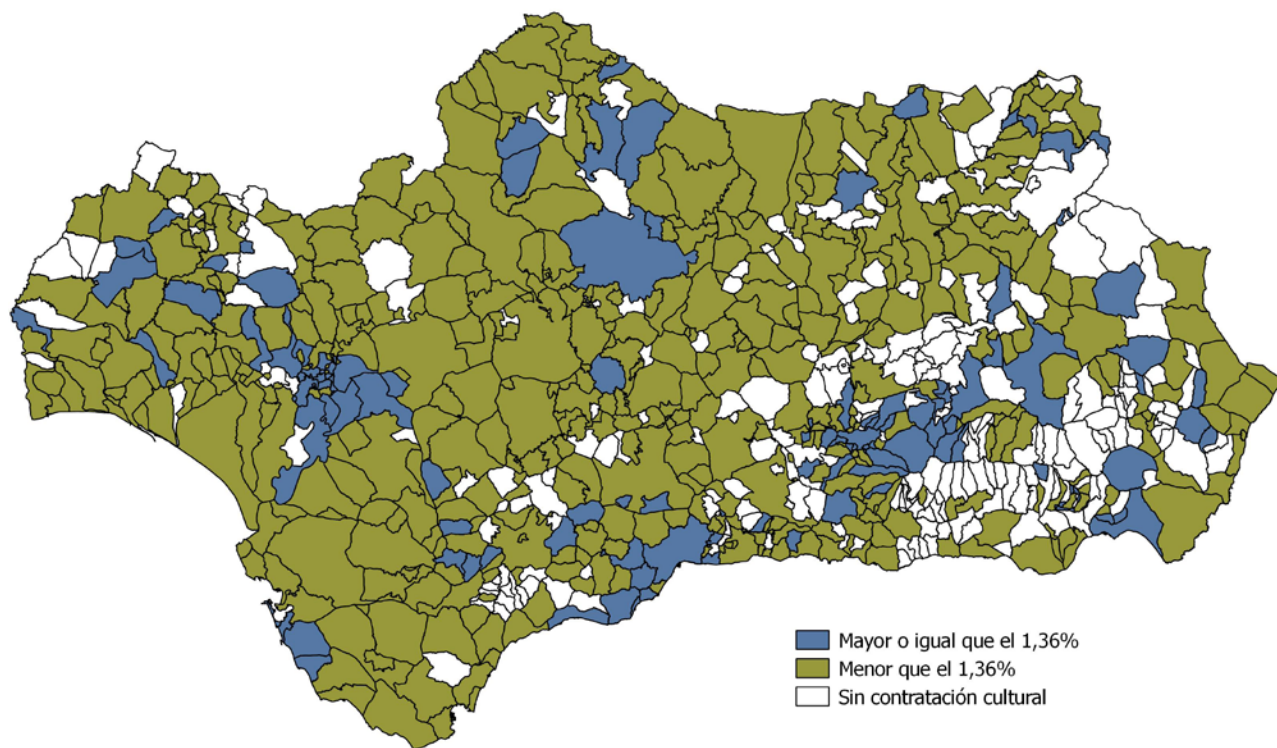 Mayor o igual que el 1,36%
Menor que el 1,36%
Sin contratación cultural